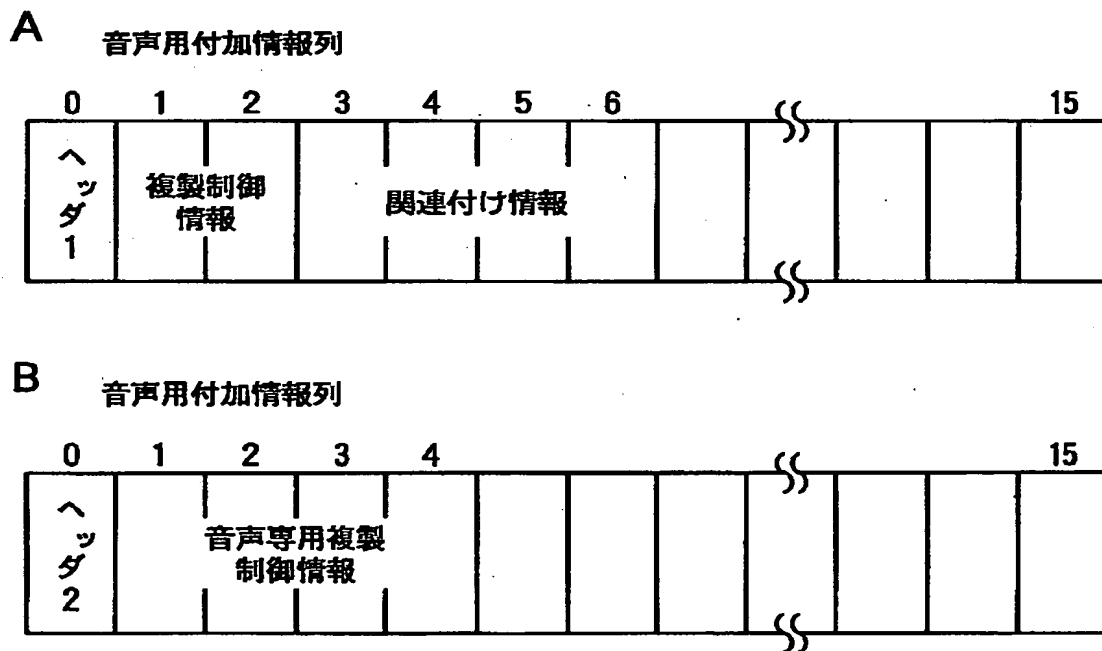 A
音声用付加情報列
0 1 2 3 4 5 6 15
ヘッダ1
複製制御
情報
関連付け情報
B
音声用付加情報列
0 1 2 3 4 15
ヘッダ2
音声専用複製
制御情報